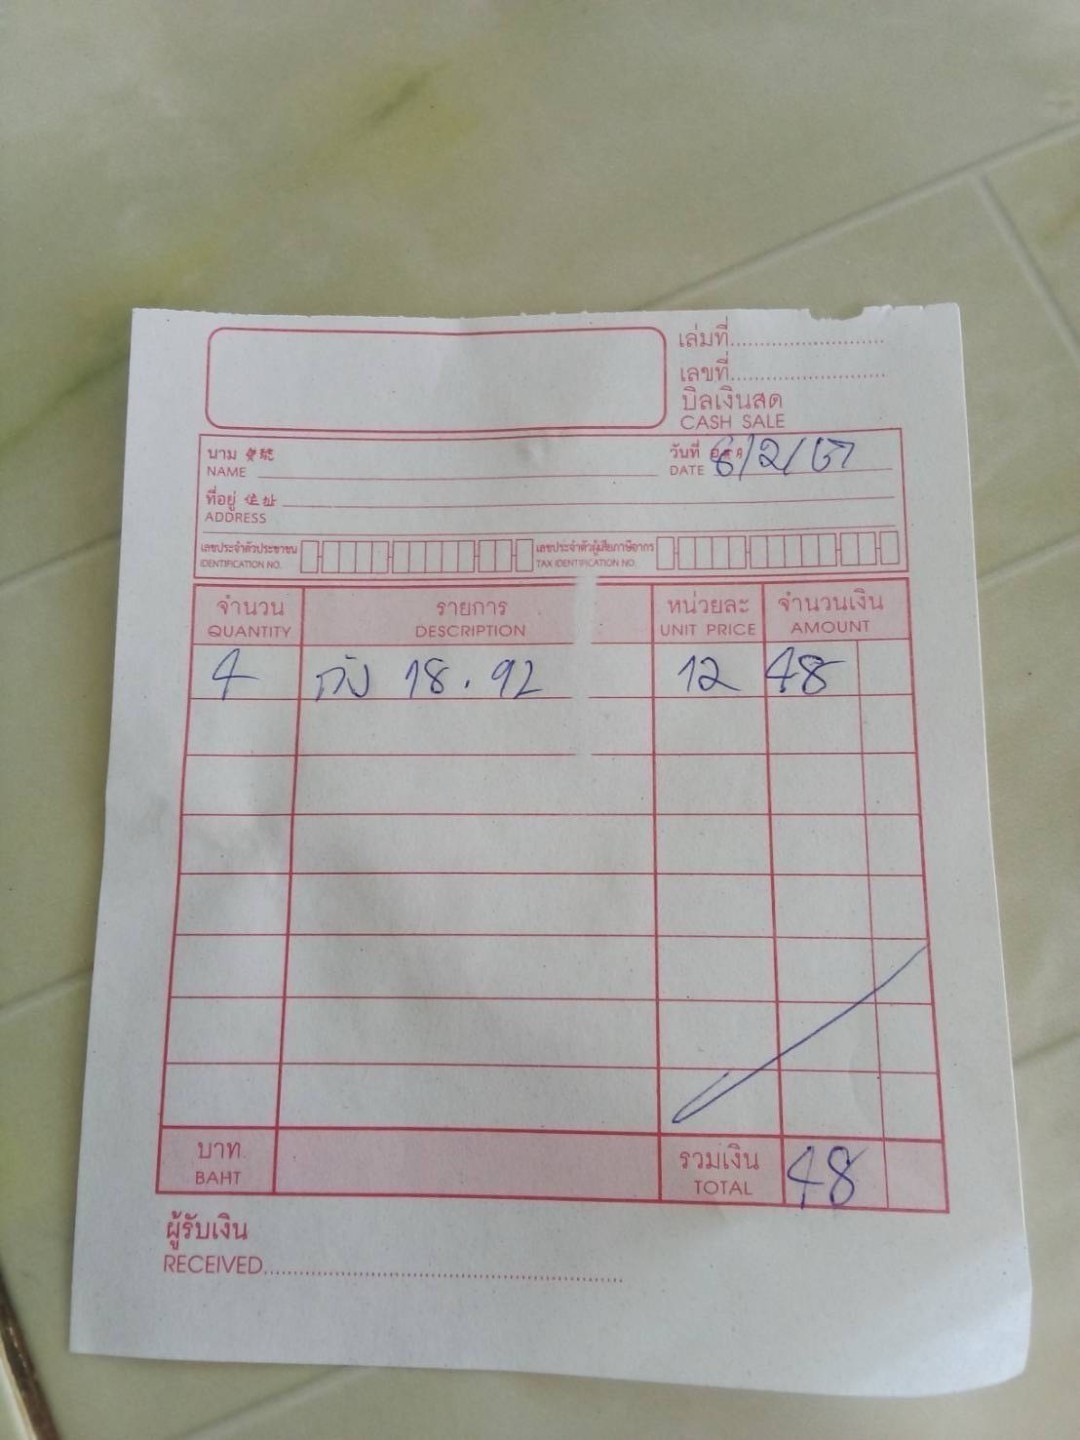 เล่มที่
เลขที่
บิลเงินสด
CASH SALE
นาม
NAME
วันที่ 8/2/67
DATE
ที่อยู่ 住址
ADDRESS
เลขประจำตัวประชาชน
IDENTIFICATION NO.
เลขประจำตัวผู้เสียภาษีอากร
TAX IDENTIFICATION NO.
จำนวน รายการ หน่วยละ จำนวนเงิน
QUANTITY DESCRIPTION UNIT PRICE AMOUNT
4 ถัง 18.92 12 48
บาท รวมเงิน 48
BAHT TOTAL
ผู้รับเงิน
RECEIVED